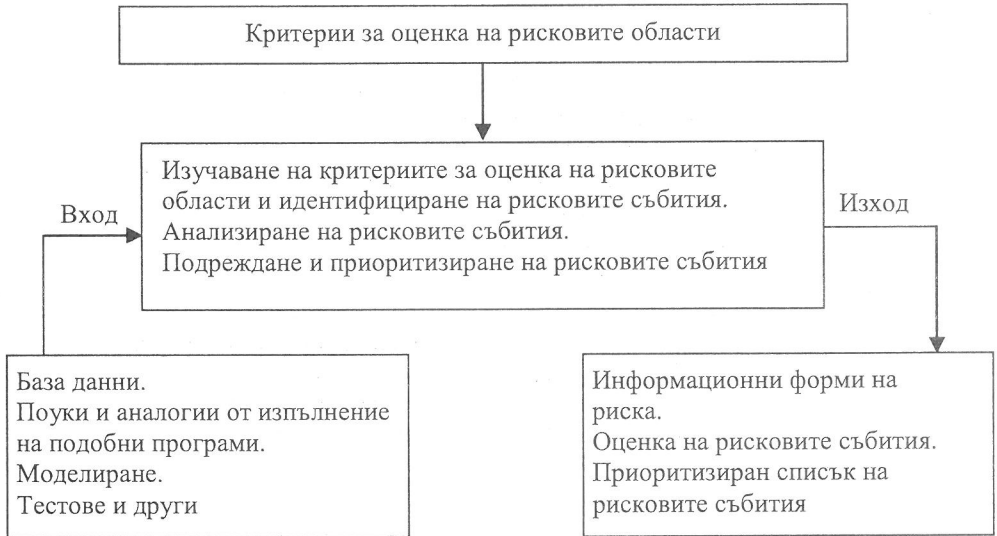 Критерии за оценка на рисковите области
Изучаване на критериите за оценка на рисковите
области и идентифициране на рисковите събития.
Анализиране на рисковите събития.
Подреждане и приоритизиране на рисковите събития
Вход
Изход
База данни.
Поуки и аналогии от изпълнение
на подобни програми.
Моделиране.
Тестове и други
Информационни форми на
риска.
Оценка на рисковите събития.
Приоритизиран списък на
рисковите събития